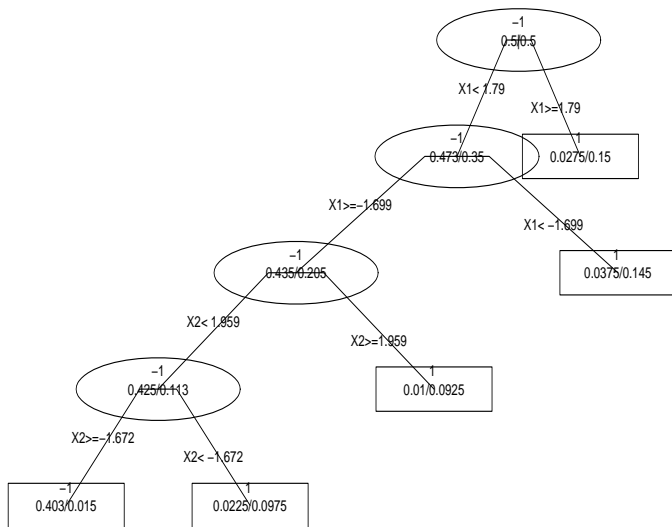 −1
0.5/0.5
X1< 1.79
X1>=1.79
−1
0.473/0.35
1
0.0275/0.15
X1>=−1.699
X1< −1.699
−1
0.435/0.205
1
0.0375/0.145
X2< 1.959
X2>=1.959
−1
0.425/0.113
1
0.01/0.0925
X2>=−1.672
X2< −1.672
−1
0.403/0.015
1
0.0225/0.0975